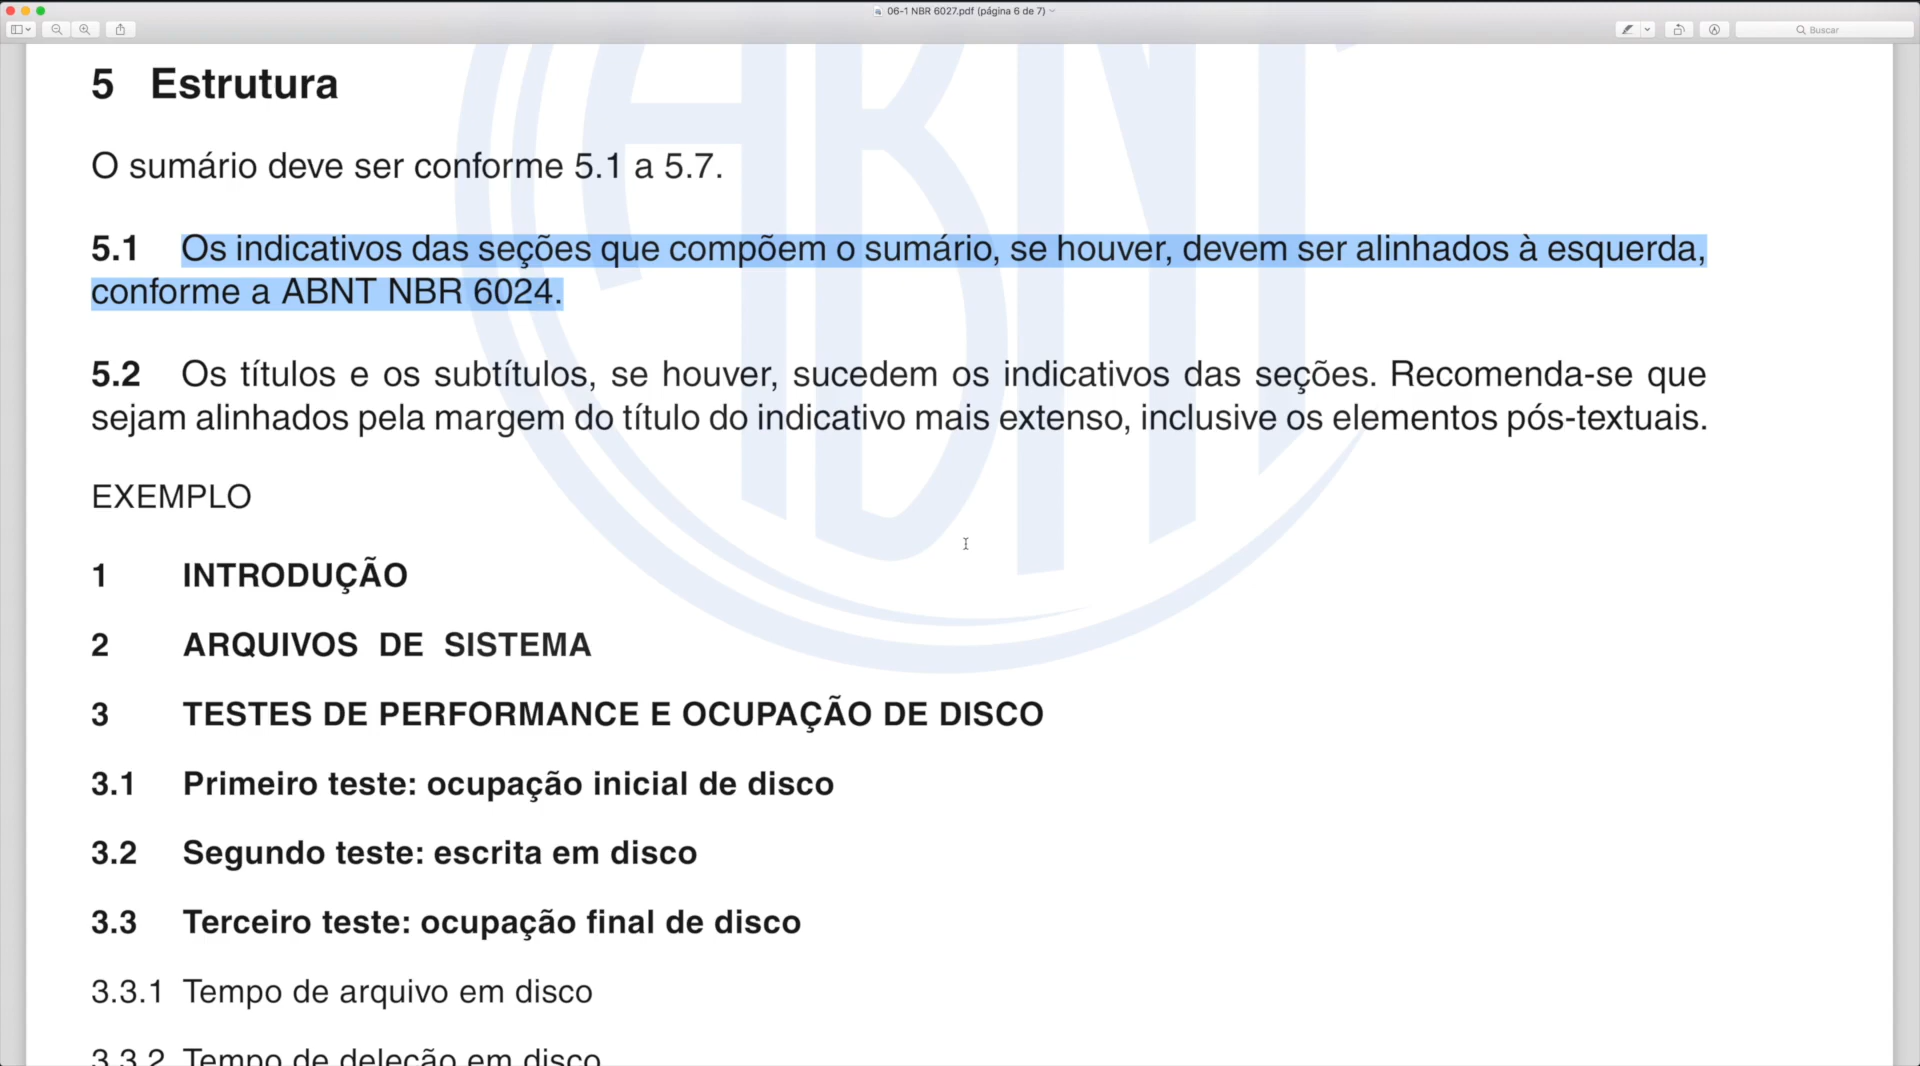 06-1 NBR 6027.pdf (página 6 de 7)
Buscar
5 Estrutura
O sumário deve ser conforme 5.1 a 5.7.
5.1 Os indicativos das seções que compõem o sumário, se houver, devem ser alinhados à esquerda,
conforme a ABNT NBR 6024.
5.2 Os títulos e os subtítulos, se houver, sucedem os indicativos das seções. Recomenda-se que
sejam alinhados pela margem do título do indicativo mais extenso, inclusive os elementos pós-textuais.
EXEMPLO
1 INTRODUÇÃO
2 ARQUIVOS DE SISTEMA
3 TESTES DE PERFORMANCE E OCUPAÇÃO DE DISCO
3.1 Primeiro teste: ocupação inicial de disco
3.2 Segundo teste: escrita em disco
3.3 Terceiro teste: ocupação final de disco
3.3.1 Tempo de arquivo em disco
3.3.2 Tempo de deleção em disco
ABNT